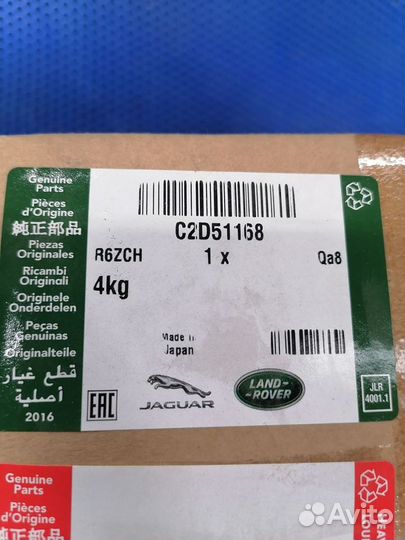 Genuine
Parts
Pièces
d'Origine
純正部品
Piezas
Originales
Ricambi
Originali
Originele
Onderdelen
Peças
Genuinas
Originalteile
قطع غيار
أصلية
2016
C2D51168
R6ZCH
1 x
Qa8
4kg
Made in
Japan
EAC
JAGUAR
LAND-
ROVER
JLR
4001.1
Genuine
Parts
Pièces
d'Origine
純正部品
Avito